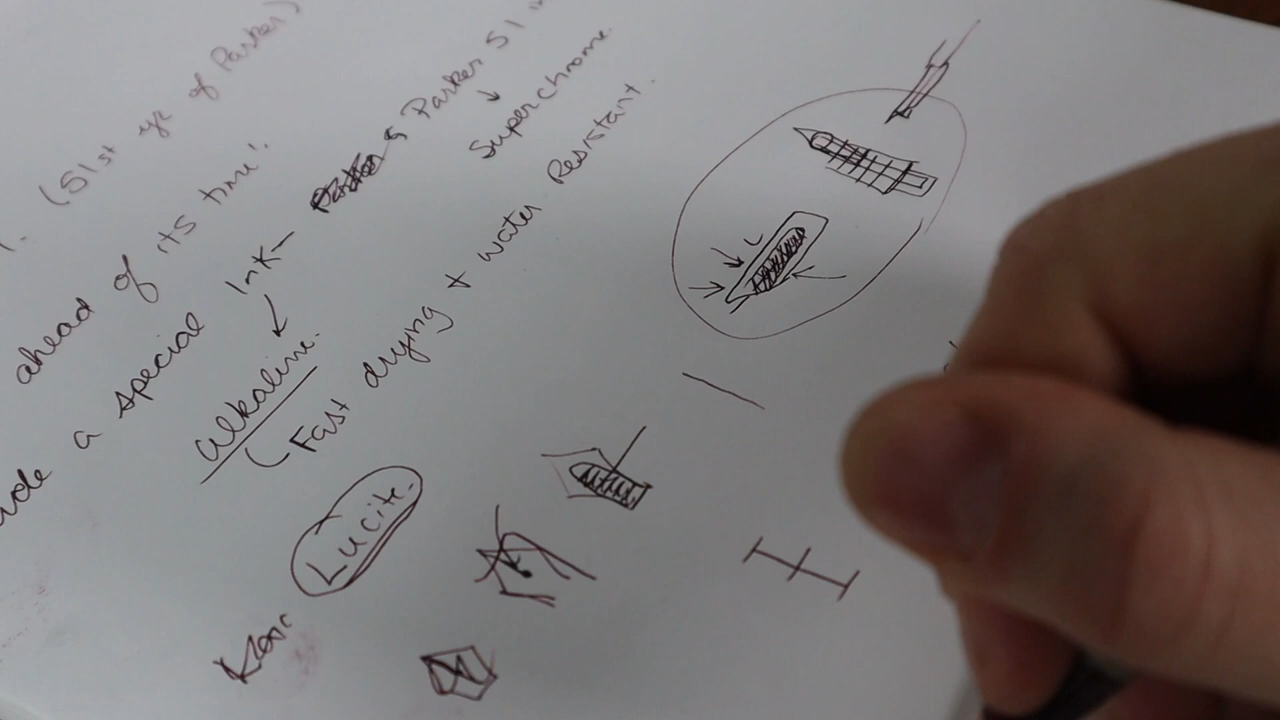 (51st yr of Parker)
ahead of its time!
a special Ink - Parker 51
Superchrome.
alkaline.
(Fast drying & water Resistant.
Lucite.